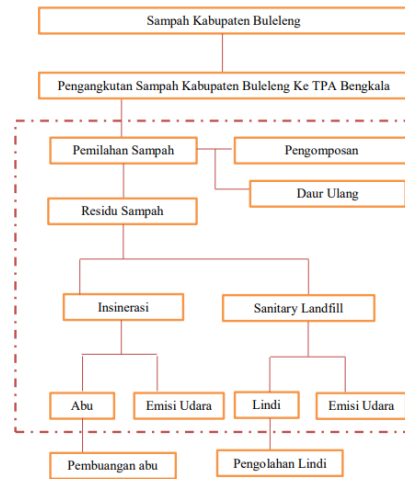 Sampah Kabupaten Buleleng
Pengangkutan Sampah Kabupaten Buleleng Ke TPA Bengkala
Pemilahan Sampah
Pengomposan
Daur Ulang
Residu Sampah
Insinerasi
Sanitary Landfill
Abu
Emisi Udara
Lindi
Emisi Udara
Pembuangan abu
Pengolahan Lindi